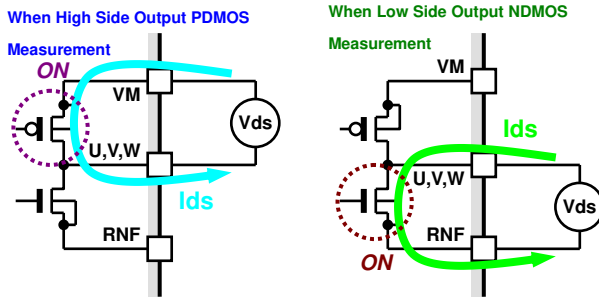 When High Side Output PDMOS
Measurement
ON
VM
Vds
U,V,W
Ids
RNF
When Low Side Output NDMOS
Measurement
VM
Ids
U,V,W
Vds
RNF
ON